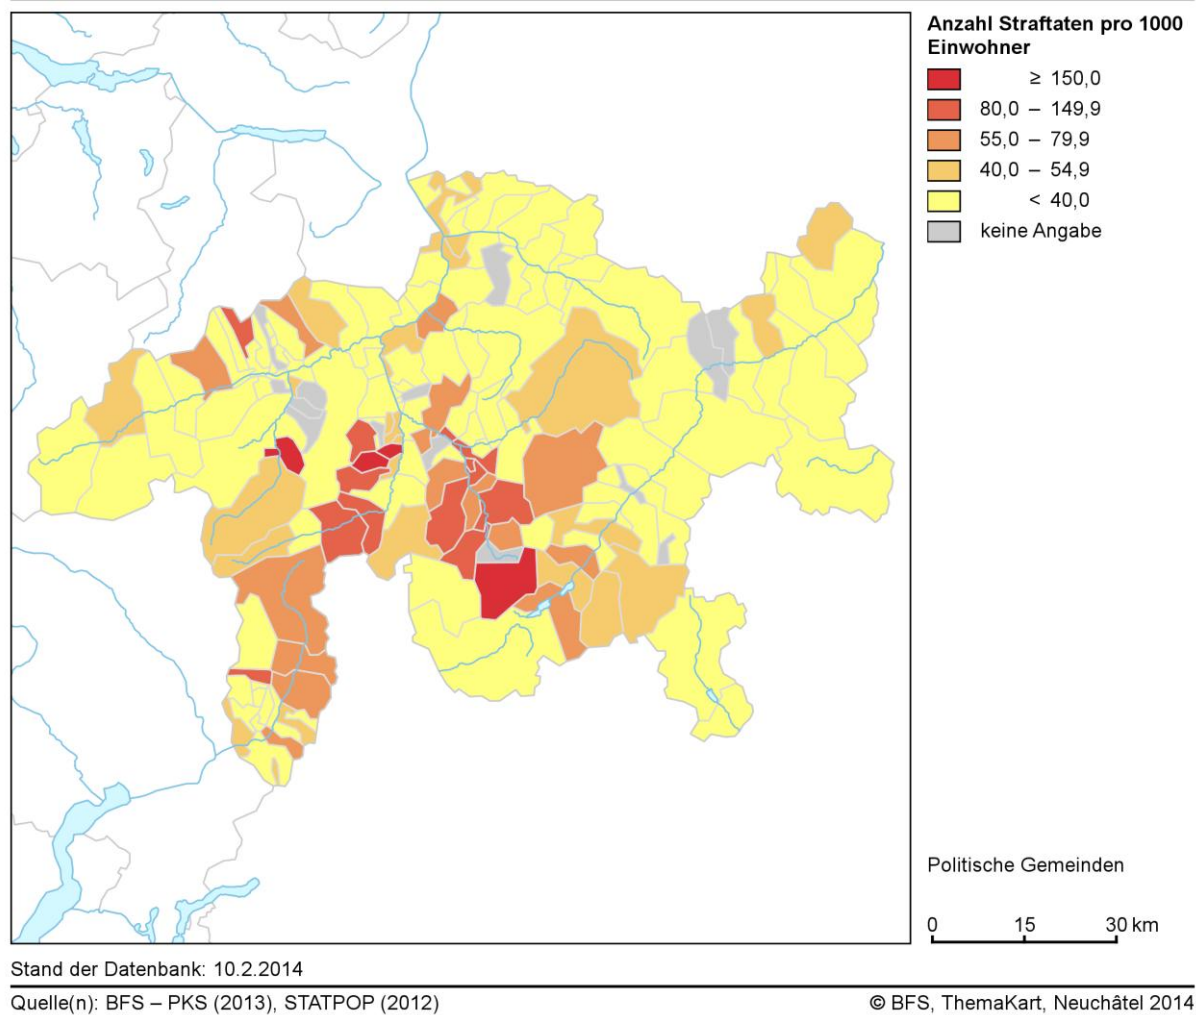 Anzahl Straftaten pro 1000
Einwohner
≥ 150,0
80,0 – 149,9
55,0 – 79,9
40,0 – 54,9
< 40,0
keine Angabe
Politische Gemeinden
0 15 30 km
Stand der Datenbank: 10.2.2014
Quelle(n): BFS – PKS (2013), STATPOP (2012)
© BFS, ThemaKart, Neuchâtel 2014